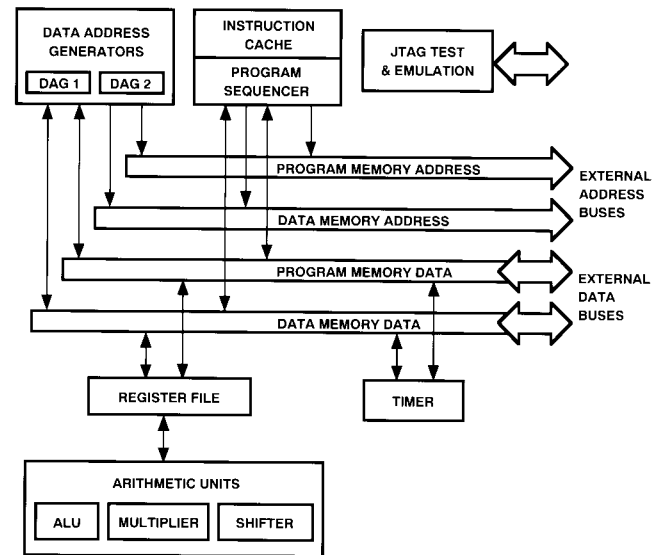 DATA ADDRESS
GENERATORS
DAG 1
DAG 2
INSTRUCTION
CACHE
PROGRAM
SEQUENCER
JTAG TEST
& EMULATION
PROGRAM MEMORY ADDRESS
EXTERNAL
ADDRESS
BUSES
DATA MEMORY ADDRESS
PROGRAM MEMORY DATA
EXTERNAL
DATA
BUSES
DATA MEMORY DATA
REGISTER FILE
TIMER
ARITHMETIC UNITS
ALU
MULTIPLIER
SHIFTER